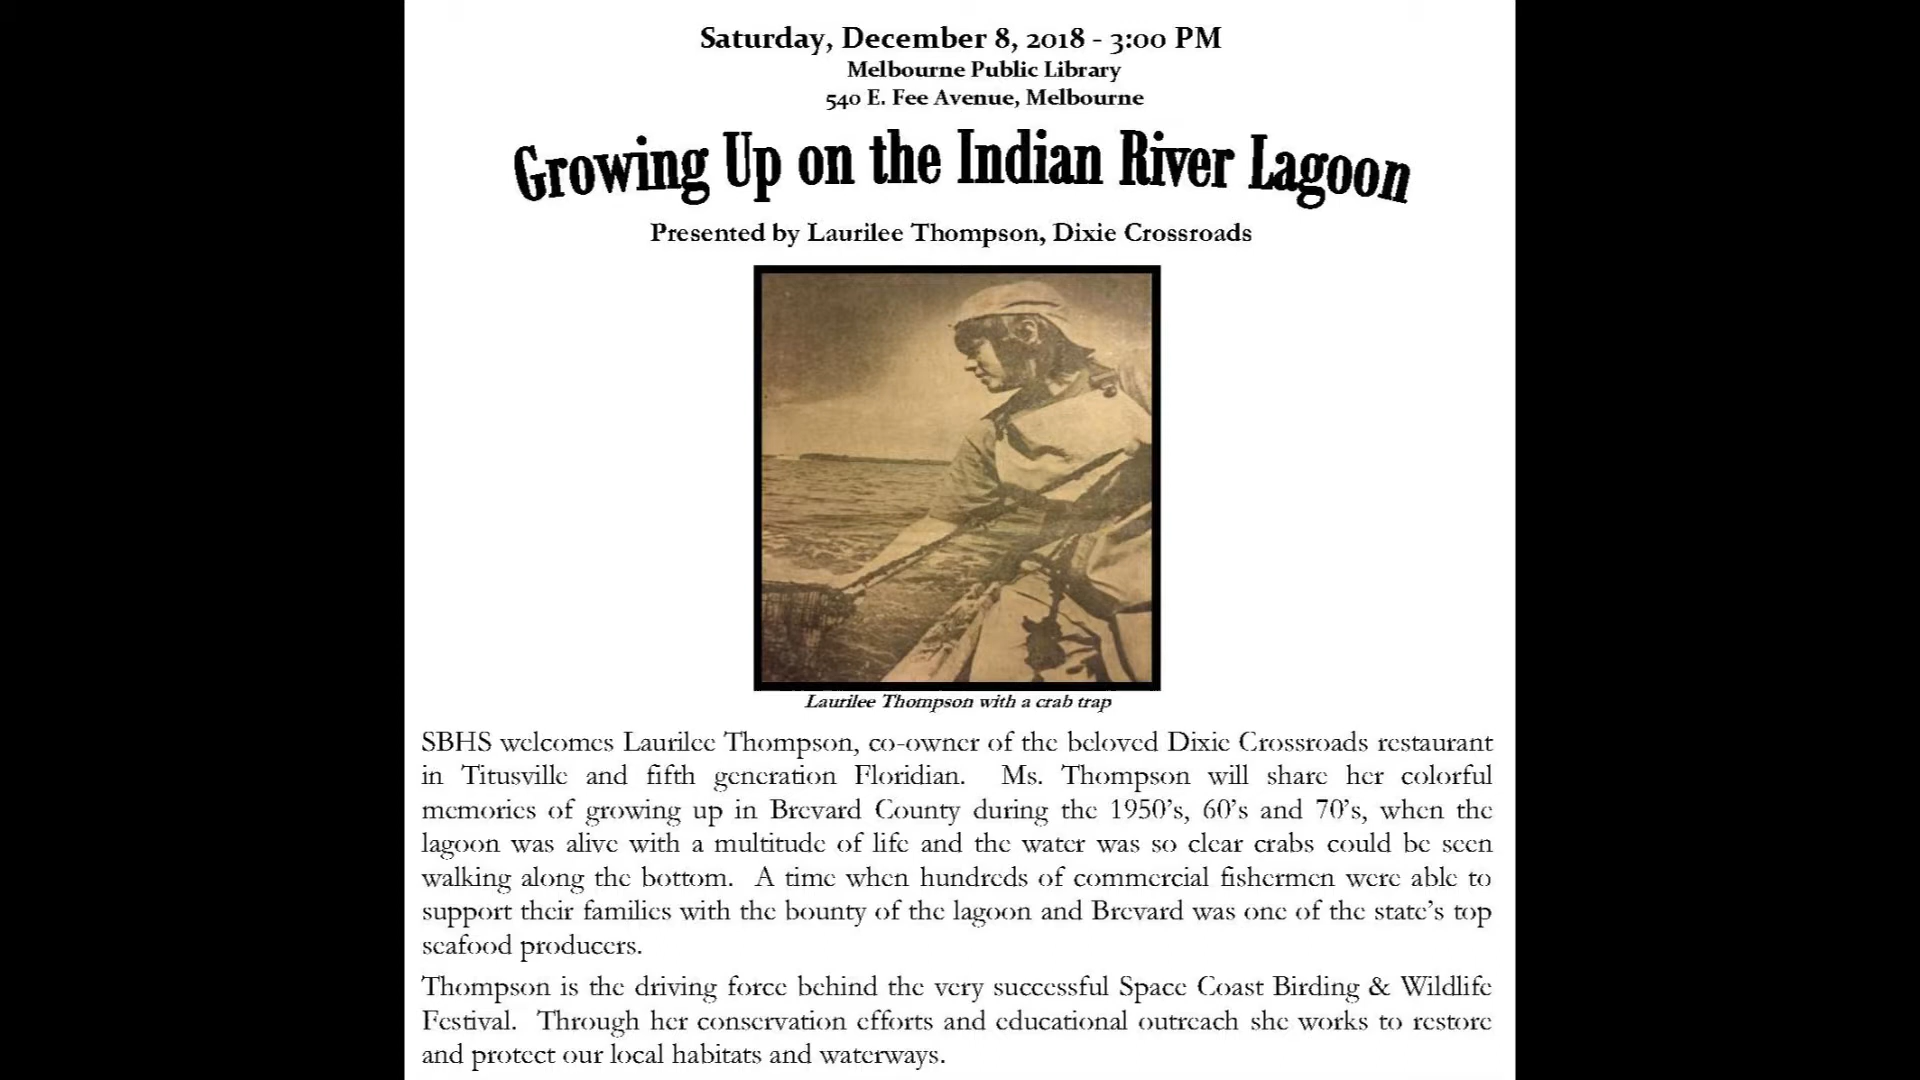 Saturday, December 8, 2018 - 3:00 PM
Melbourne Public Library
540 E. Fee Avenue, Melbourne
Growing Up on the Indian River Lagoon
Presented by Laurilee Thompson, Dixie Crossroads
Laurilee Thompson with a crab trap
SBHS welcomes Laurilee Thompson, co-owner of the beloved Dixie Crossroads restaurant
in Titusville and fifth generation Floridian. Ms. Thompson will share her colorful
memories of growing up in Brevard County during the 1950's, 60's and 70's, when the
lagoon was alive with a multitude of life and the water was so clear crabs could be seen
walking along the bottom. A time when hundreds of commercial fishermen were able to
support their families with the bounty of the lagoon and Brevard was one of the state's top
seafood producers.
Thompson is the driving force behind the very successful Space Coast Birding & Wildlife
Festival. Through her conservation efforts and educational outreach she works to restore
and protect our local habitats and waterways.